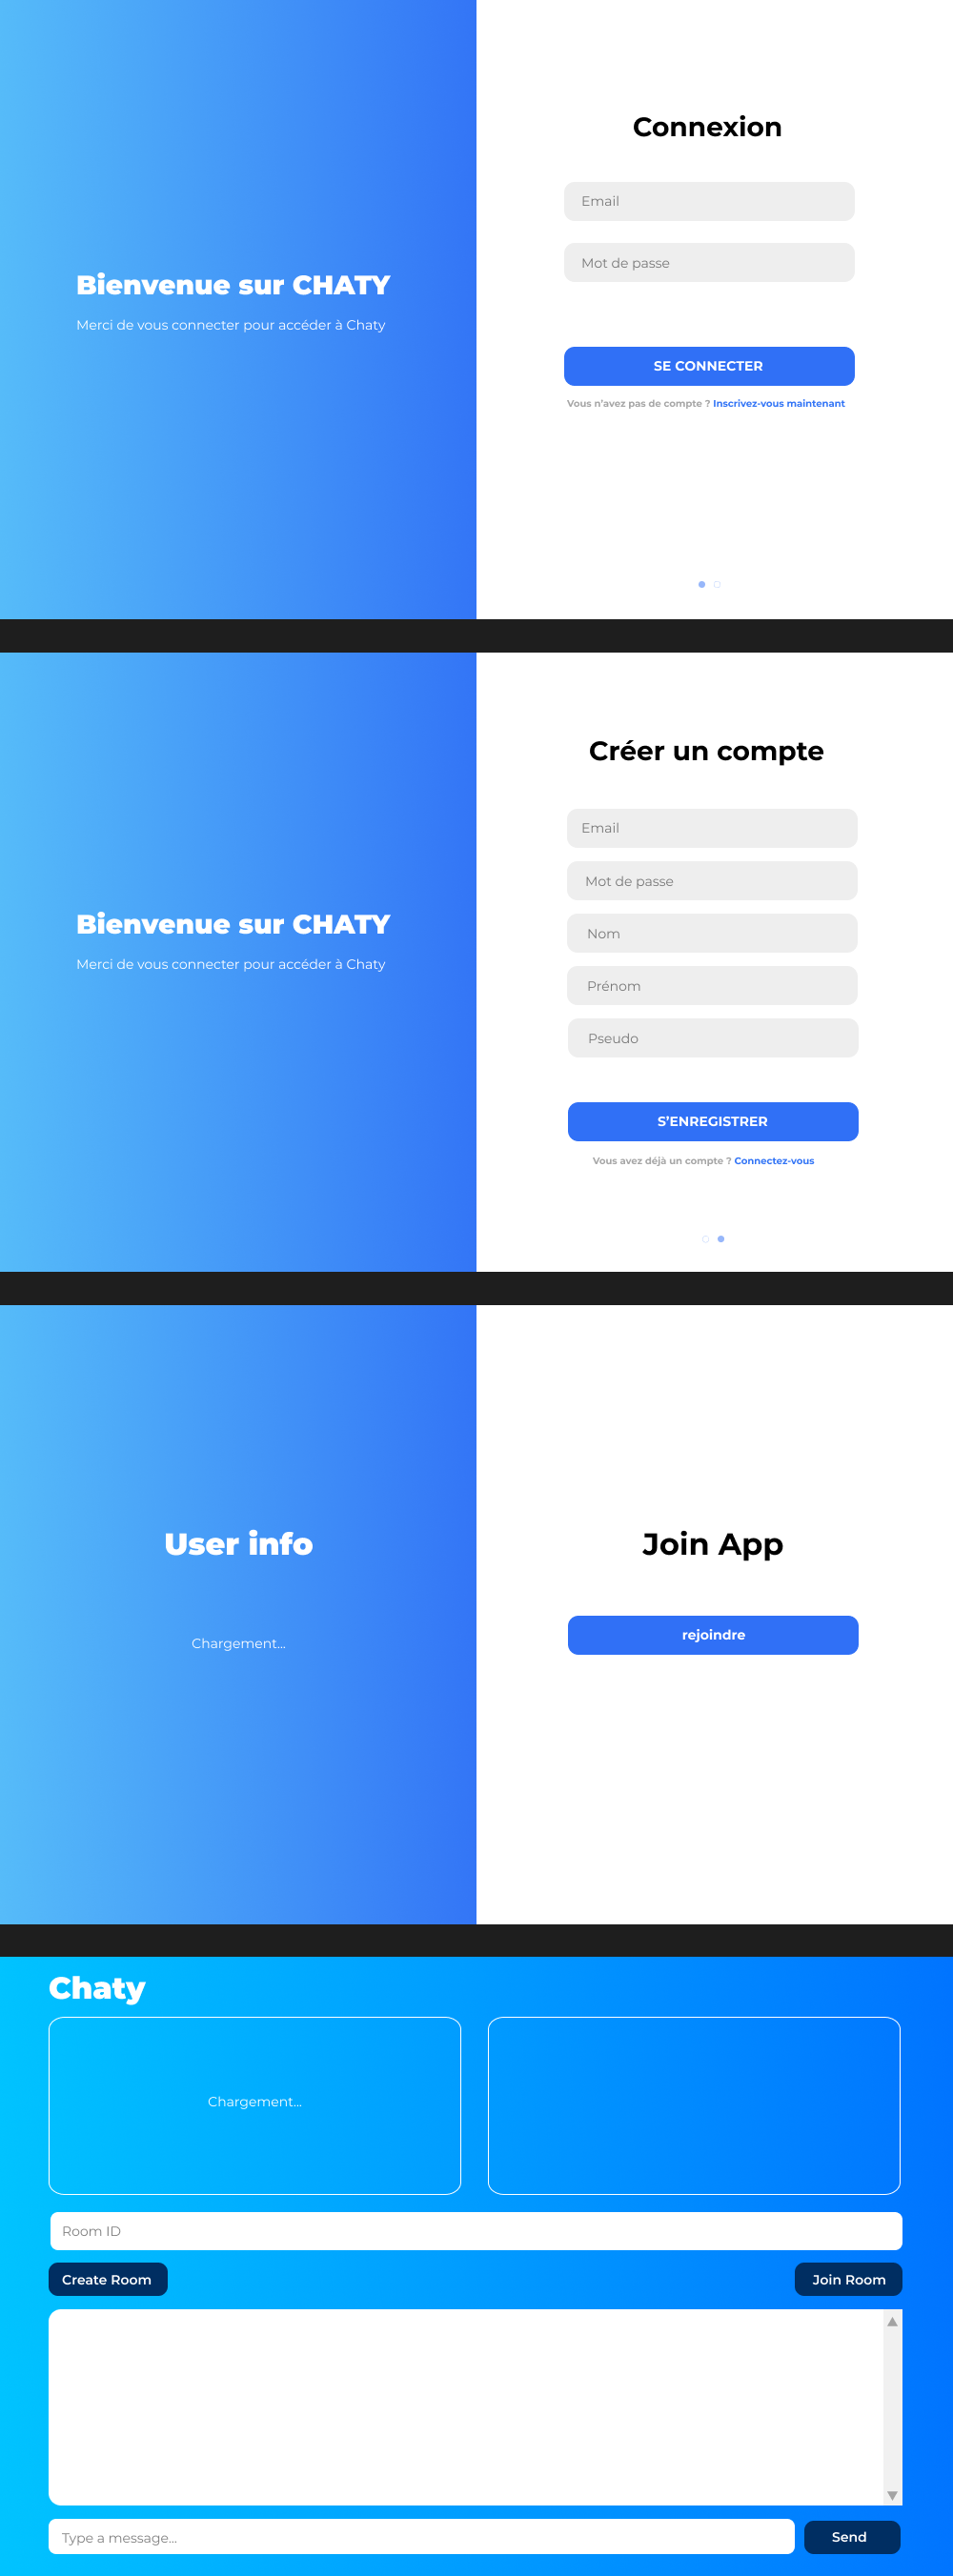 Bienvenue sur CHATY
Merci de vous connecter pour accéder à Chaty
Connexion
Email
Mot de passe
SE CONNECTER
Vous n’avez pas de compte ? Inscrivez-vous maintenant
Bienvenue sur CHATY
Merci de vous connecter pour accéder à Chaty
Créer un compte
Email
Mot de passe
Nom
Prénom
Pseudo
S’ENREGISTRER
Vous avez déjà un compte ? Connectez-vous
User info
Chargement...
Join App
rejoindre
Chaty
Chargement...
Room ID
Create Room
Join Room
Type a message...
Send